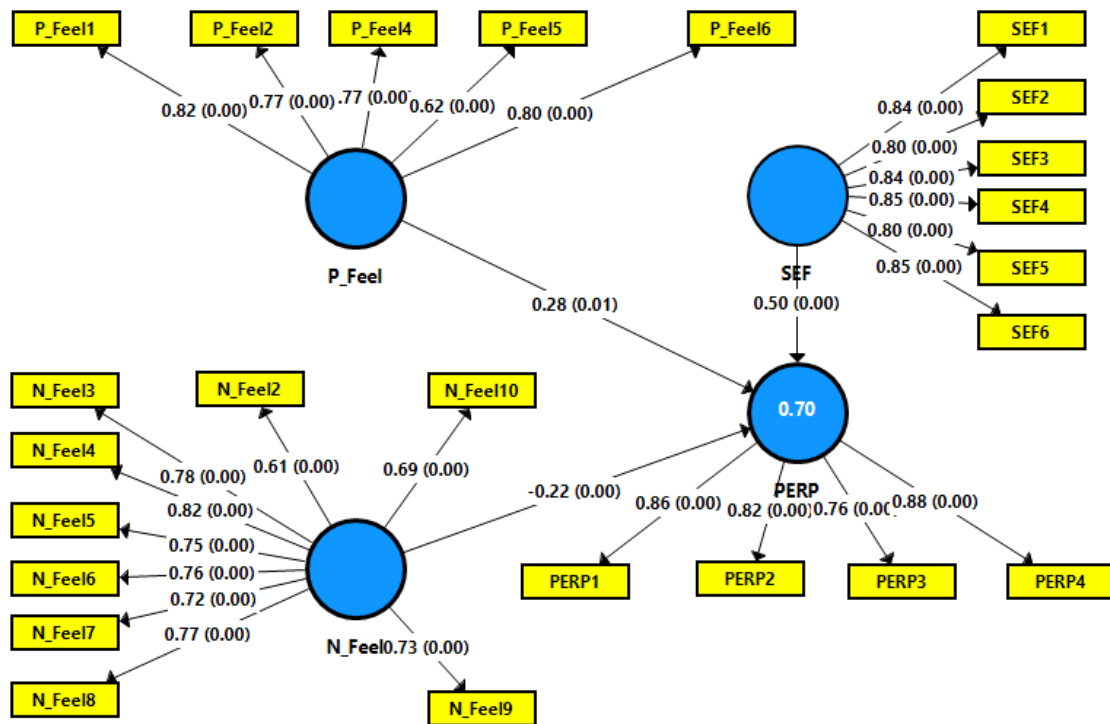 P_Feel1
P_Feel2
P_Feel4
P_Feel5
P_Feel6
SEF1
SEF2
SEF3
SEF4
SEF5
SEF6
0.82 (0.00)
0.77 (0.00)
.77 (0.00)
0.62 (0.00)
0.80 (0.00)
0.84 (0.00)
0.80 (0.00)
0.84 (0.00)
0.85 (0.00)
0.80 (0.00)
0.85 (0.00)
P_Feel
SEF
0.28 (0.01)
0.50 (0.00)
N_Feel3
N_Feel2
N_Feel10
N_Feel4
N_Feel5
N_Feel6
N_Feel7
N_Feel8
0.78 (0.00)
0.61 (0.00)
0.69 (0.00)
0.82 (0.00)
0.75 (0.00)
0.76 (0.00)
0.72 (0.00)
0.77 (0.00)
0.70
-0.22 (0.00)
PERP
0.86 (0.00)
0.82 (0.00)
0.76 (0.00
0.88 (0.00)
PERP1
PERP2
PERP3
PERP4
N_Feel
0.73 (0.00)
N_Feel9